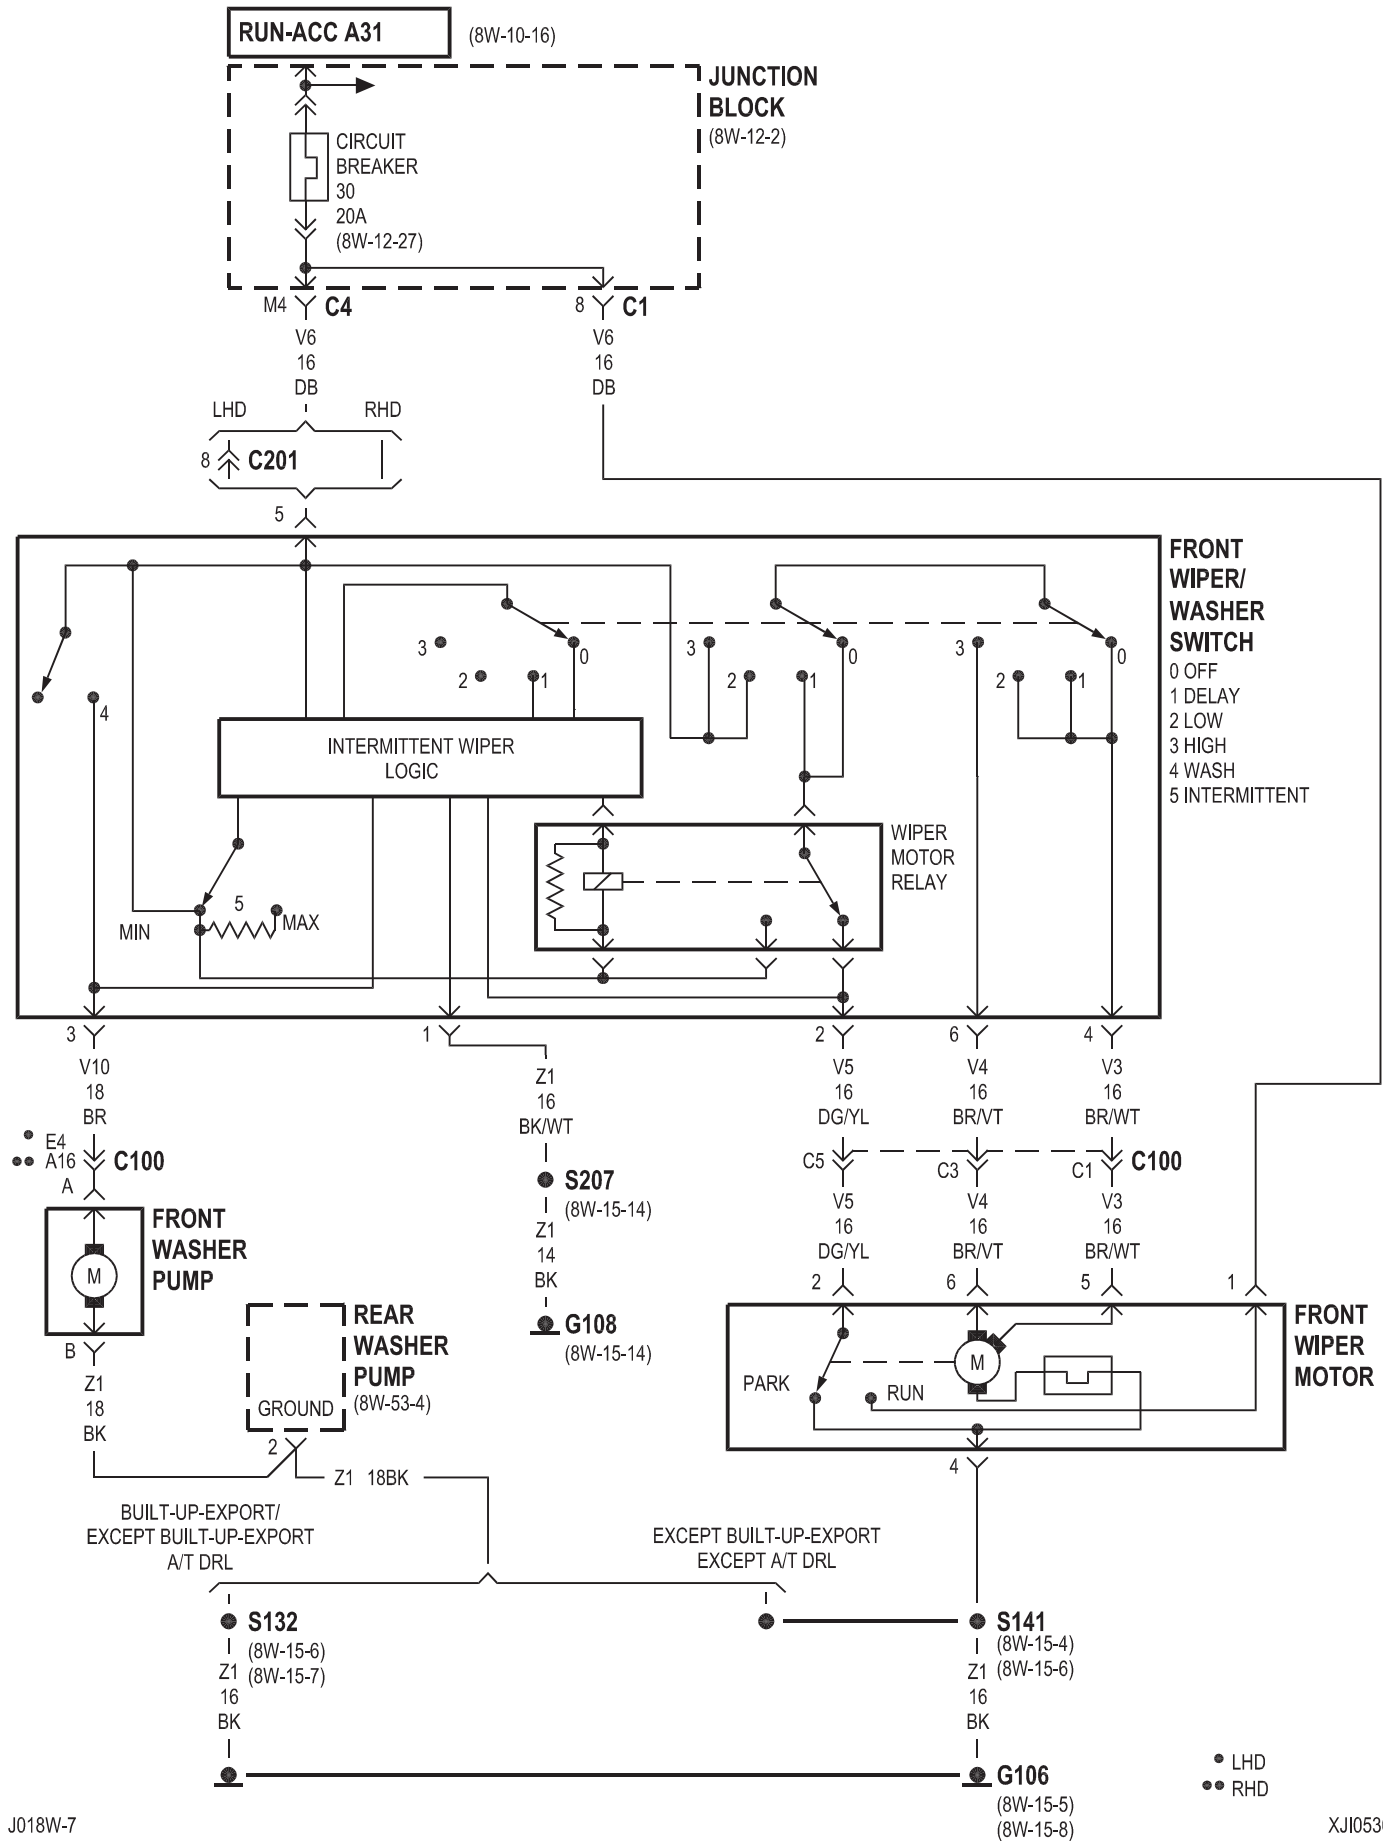 RUN-ACC A31
(8W-10-16)
JUNCTION
BLOCK
(8W-12-2)
CIRCUIT
BREAKER
30
20A
(8W-12-27)
M4
C4
8
C1
V6
16
DB
V6
16
DB
LHD
RHD
8
C201
5
FRONT
WIPER/
WASHER
SWITCH
0 OFF
1 DELAY
2 LOW
3 HIGH
4 WASH
5 INTERMITTENT
3
2
1
0
3
2
1
0
3
2
1
0
4
INTERMITTENT WIPER
LOGIC
WIPER
MOTOR
RELAY
5
MIN
MAX
3
1
2
6
4
V10
18
BR
Z1
16
BK/WT
V5
16
DG/YL
V4
16
BR/VT
V3
16
BR/WT
E4
A16
C100
A
C5
C3
C1
C100
S207
(8W-15-14)
Z1
14
BK
G108
(8W-15-14)
V5
16
DG/YL
V4
16
BR/VT
V3
16
BR/WT
2
6
5
1
FRONT
WASHER
PUMP
M
B
Z1
18
BK
REAR
WASHER
PUMP
(8W-53-4)
GROUND
2
Z1 18BK
FRONT
WIPER
MOTOR
PARK
RUN
M
4
BUILT-UP-EXPORT/
EXCEPT BUILT-UP-EXPORT
A/T DRL
EXCEPT BUILT-UP-EXPORT
EXCEPT A/T DRL
S132
(8W-15-6)
(8W-15-7)
Z1
16
BK
S141
(8W-15-4)
(8W-15-6)
Z1
16
BK
G106
(8W-15-5)
(8W-15-8)
LHD
RHD
J018W-7